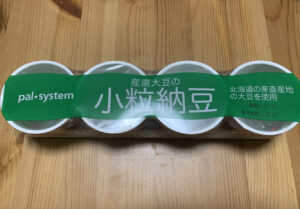 pal•system
産直大豆の
小粒納豆
北海道の産直産地
の大豆を使用